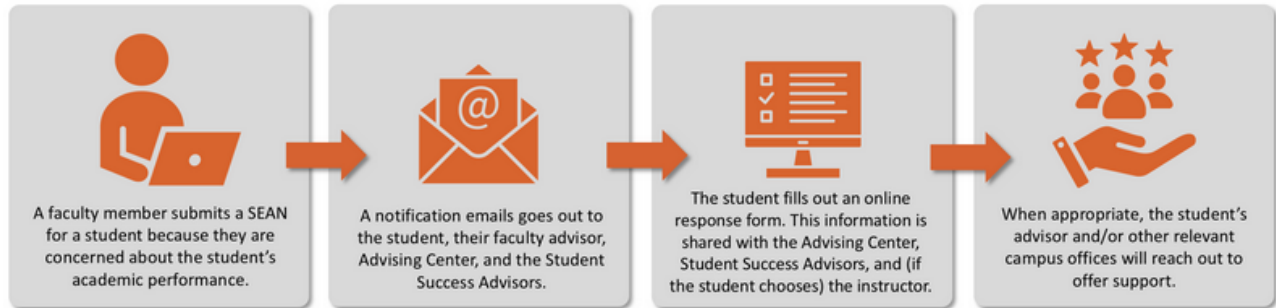 A faculty member submits a SEAN
for a student because they are
concerned about the student's
academic performance.
@
A notification emails goes out to
the student, their faculty advisor,
Advising Center, and the Student
Success Advisors.
The student fills out an online
response form. This information is
shared with the Advising Center,
Student Success Advisors, and (if
the student chooses) the instructor.
When appropriate, the student's
advisor and/or other relevant
campus offices will reach out to
offer support.